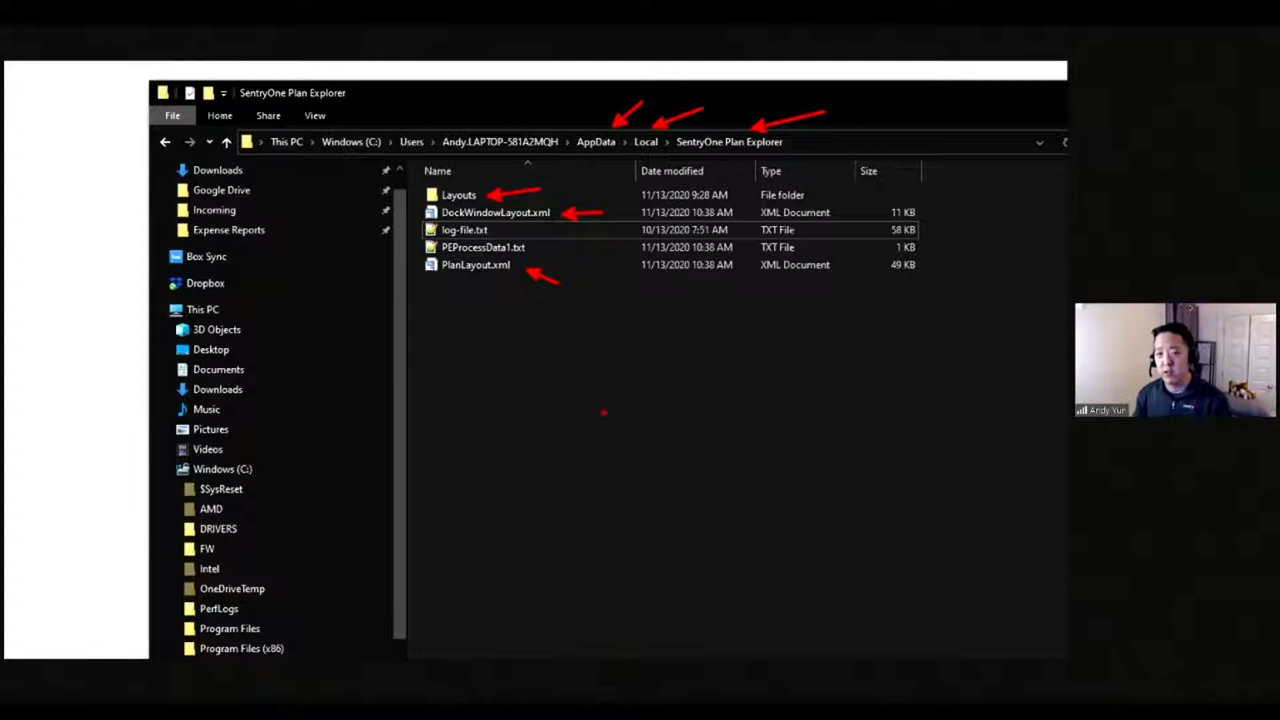 SentryOne Plan Explorer
File Home Share View
This PC > Windows (C:) > Users > Andy.LAPTOP-581A2MQH > AppData > Local > SentryOne Plan Explorer
Name Date modified Type Size
Downloads
Google Drive
Incoming
Expense Reports
Box Sync
Dropbox
This PC
3D Objects
Desktop
Documents
Downloads
Music
Pictures
Videos
Windows (C:)
$SysReset
AMD
DRIVERS
FW
Intel
OneDriveTemp
PerfLogs
Program Files
Program Files (x86)
Layouts 11/13/2020 9:28 AM File folder
DockWindowLayout.xml 11/13/2020 10:38 AM XML Document 11 KB
log-file.txt 10/13/2020 7:51 AM TXT File 58 KB
PEProcessData1.txt 11/13/2020 10:38 AM TXT File 1 KB
PlanLayout.xml 11/13/2020 10:38 AM XML Document 49 KB
Andy Yun